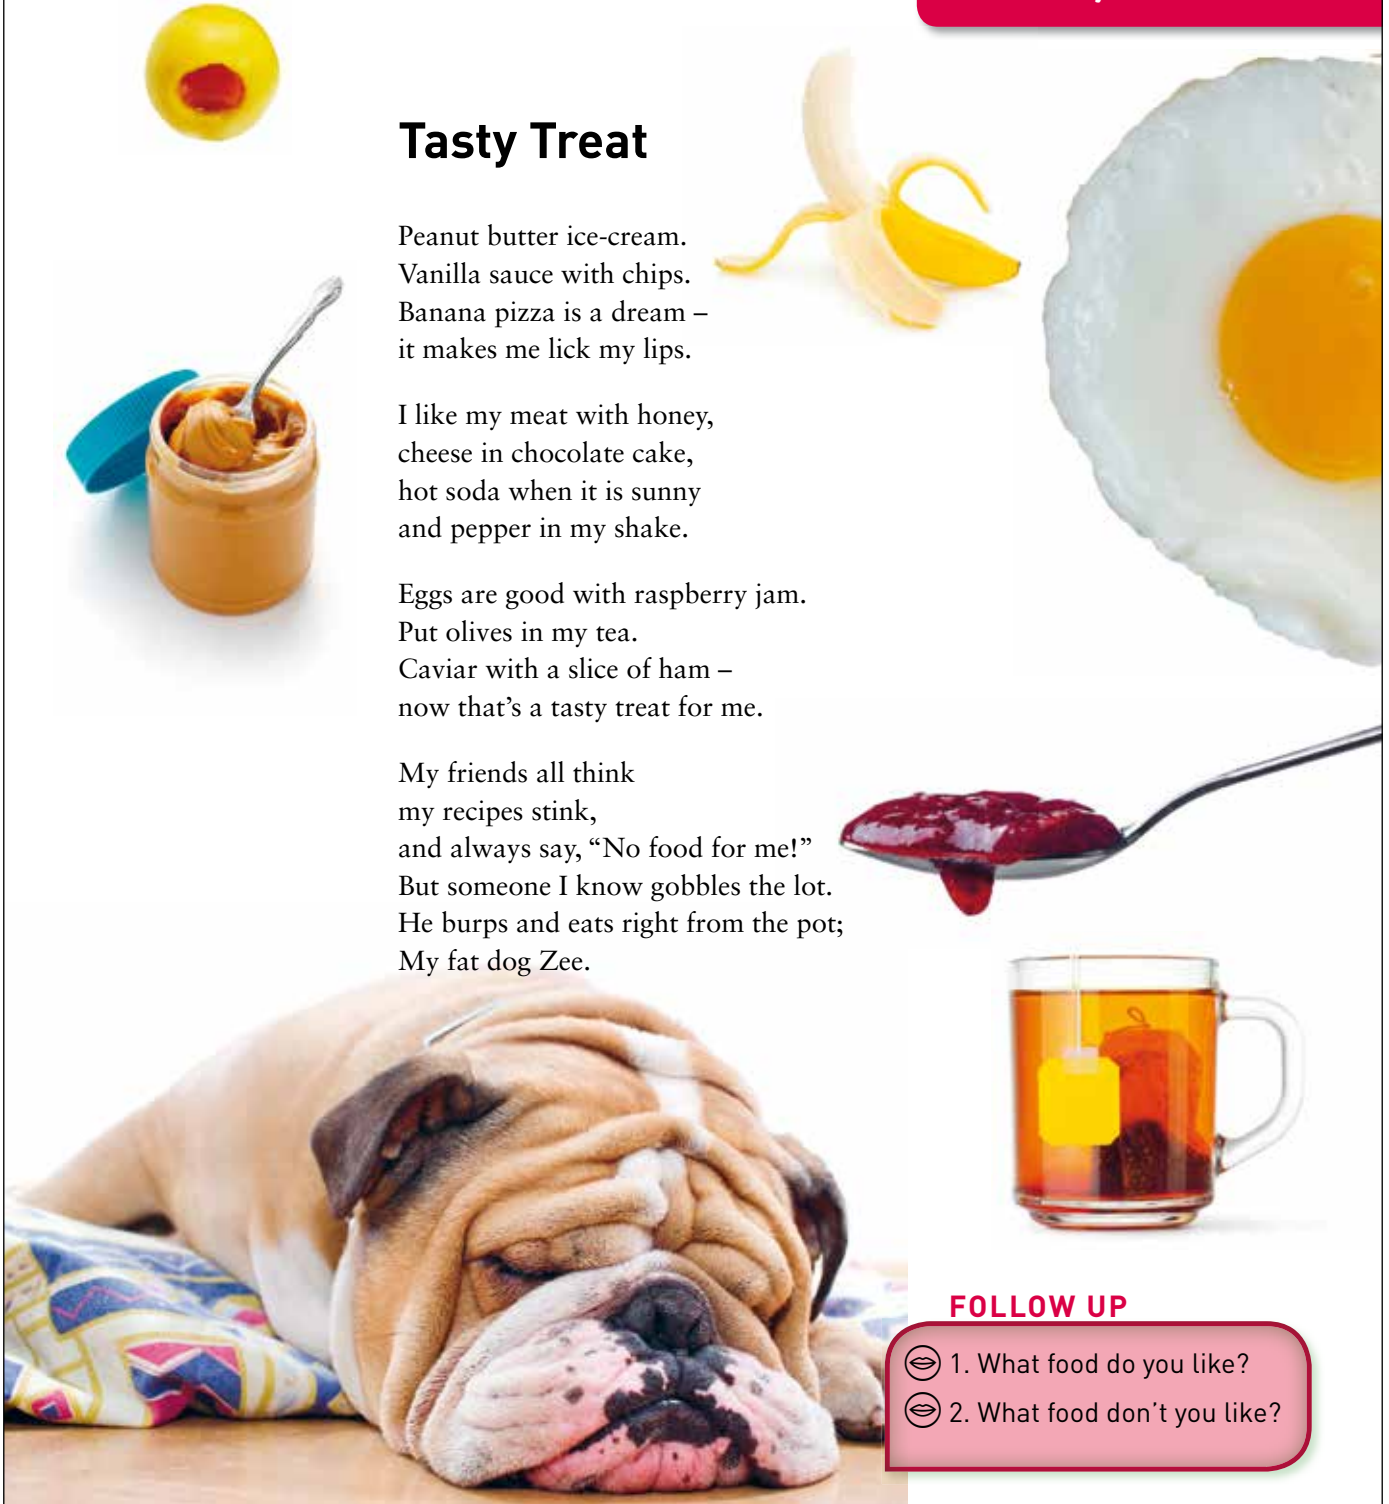 Tasty Treat
Peanut butter ice-cream.
Vanilla sauce with chips.
Banana pizza is a dream –
it makes me lick my lips.
I like my meat with honey,
cheese in chocolate cake,
hot soda when it is sunny
and pepper in my shake.
Eggs are good with raspberry jam.
Put olives in my tea.
Caviar with a slice of ham –
now that’s a tasty treat for me.
My friends all think
my recipes stink,
and always say, “No food for me!”
But someone I know gobbles the lot.
He burps and eats right from the pot;
My fat dog Zee.
FOLLOW UP
1. What food do you like?
2. What food don’t you like?